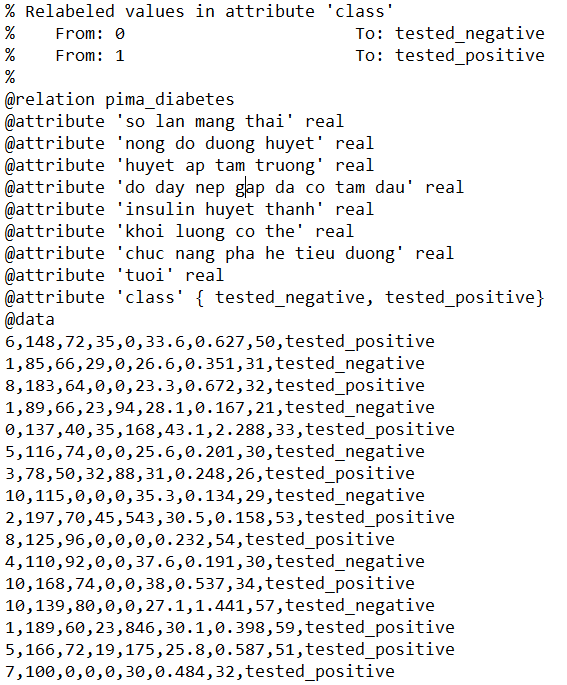 % Relabeled values in attribute 'class'
%    From: 0                       To: tested_negative
%    From: 1                       To: tested_positive
%
@relation pima_diabetes
@attribute 'so lan mang thai' real
@attribute 'nong do duong huyet' real
@attribute 'huyet ap tam truong' real
@attribute 'do day nep gap da co tam dau' real
@attribute 'insulin huyet thanh' real
@attribute 'khoi luong co the' real
@attribute 'chuc nang pha he tieu duong' real
@attribute 'tuoi' real
@attribute 'class' { tested_negative, tested_positive}
@data
6,148,72,35,0,33.6,0.627,50,tested_positive
1,85,66,29,0,26.6,0.351,31,tested_negative
8,183,64,0,0,23.3,0.672,32,tested_positive
1,89,66,23,94,28.1,0.167,21,tested_negative
0,137,40,35,168,43.1,2.288,33,tested_positive
5,116,74,0,0,25.6,0.201,30,tested_negative
3,78,50,32,88,31,0.248,26,tested_positive
10,115,0,0,0,35.3,0.134,29,tested_negative
2,197,70,45,543,30.5,0.158,53,tested_positive
8,125,96,0,0,0,0.232,54,tested_positive
4,110,92,0,0,37.6,0.191,30,tested_negative
10,168,74,0,0,38,0.537,34,tested_positive
10,139,80,0,0,27.1,1.441,57,tested_negative
1,189,60,23,846,30.1,0.398,59,tested_positive
5,166,72,19,175,25.8,0.587,51,tested_positive
7,100,0,0,0,30,0.484,32,tested_positive